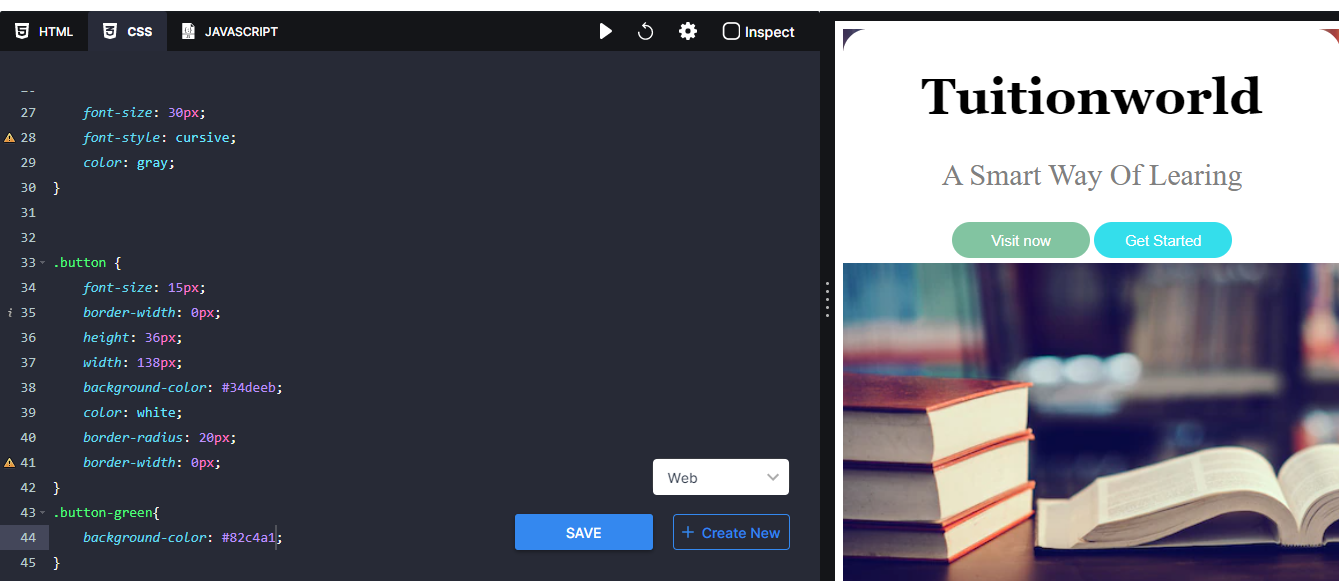 HTML CSS JAVASCRIPT Inspect
27 font-size: 30px;
28 font-style: cursive;
29 color: gray;
30 }
31
32
33 .button {
34 font-size: 15px;
35 border-width: 0px;
36 height: 36px;
37 width: 138px;
38 background-color: #34deeb;
39 color: white;
40 border-radius: 20px;
41 border-width: 0px;
42 }
43 .button-green{
44 background-color: #82c4a1;
45 }
Web
SAVE + Create New
Tuitionworld
A Smart Way Of Learing
Visit now Get Started